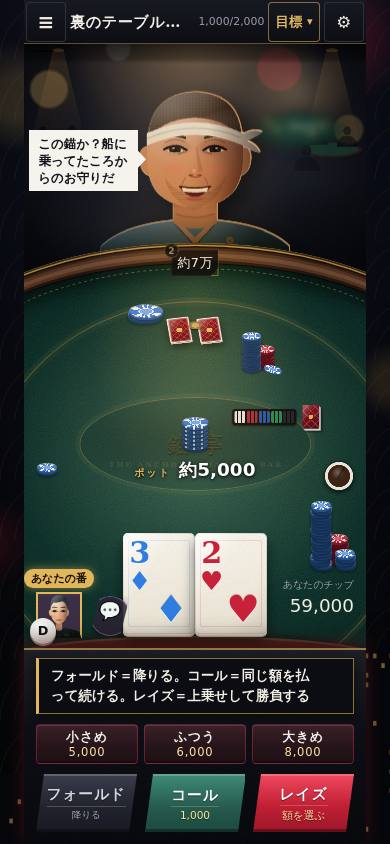 裏のテーブル…
1,000/2,000
目標 ▾
この錨か？船に
乗ってたころか
らのお守りだ
2
約7万
ポット 約5,000
あなたの番
D
3
2
あなたのチップ
59,000
フォールド＝降りる。コール＝同じ額を払
って続ける。レイズ＝上乗せして勝負する
小さめ
5,000
ふつう
6,000
大きめ
8,000
フォールド
降りる
コール
1,000
レイズ
額を選ぶ